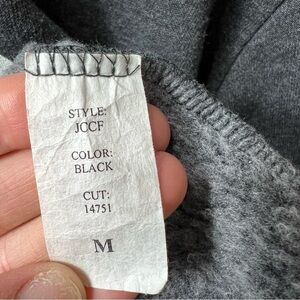 STYLE:
JCCF
COLOR:
BLACK
CUT:
14751
M